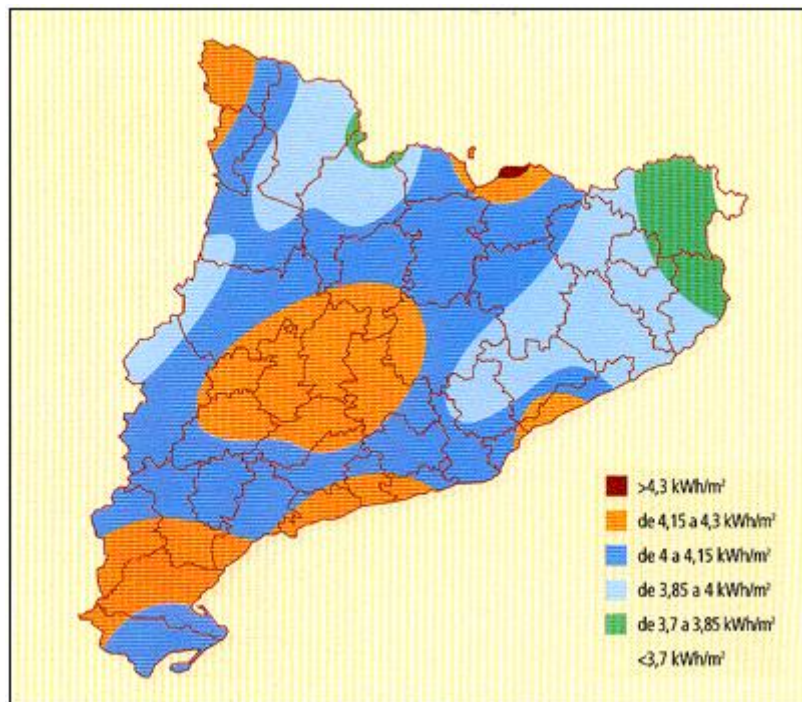 >4,3 kWh/m²
de 4,15 a 4,3 kWh/m²
de 4 a 4,15 kWh/m²
de 3,85 a 4 kWh/m²
de 3,7 a 3,85 kWh/m²
<3,7 kWh/m²